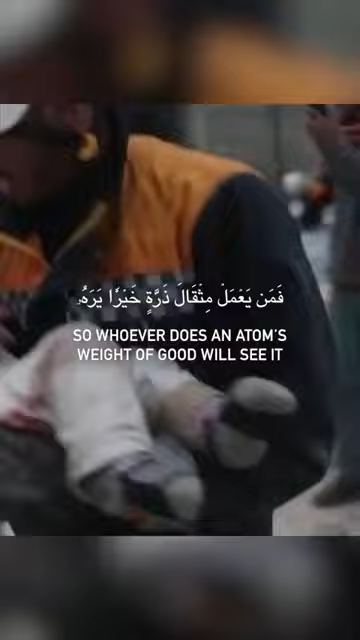 فَمَن يَعْمَلْ مِثْقَالَ ذَرَّةٍ خَيْرًا يَرَهُۥ
SO WHOEVER DOES AN ATOM'S
WEIGHT OF GOOD WILL SEE IT